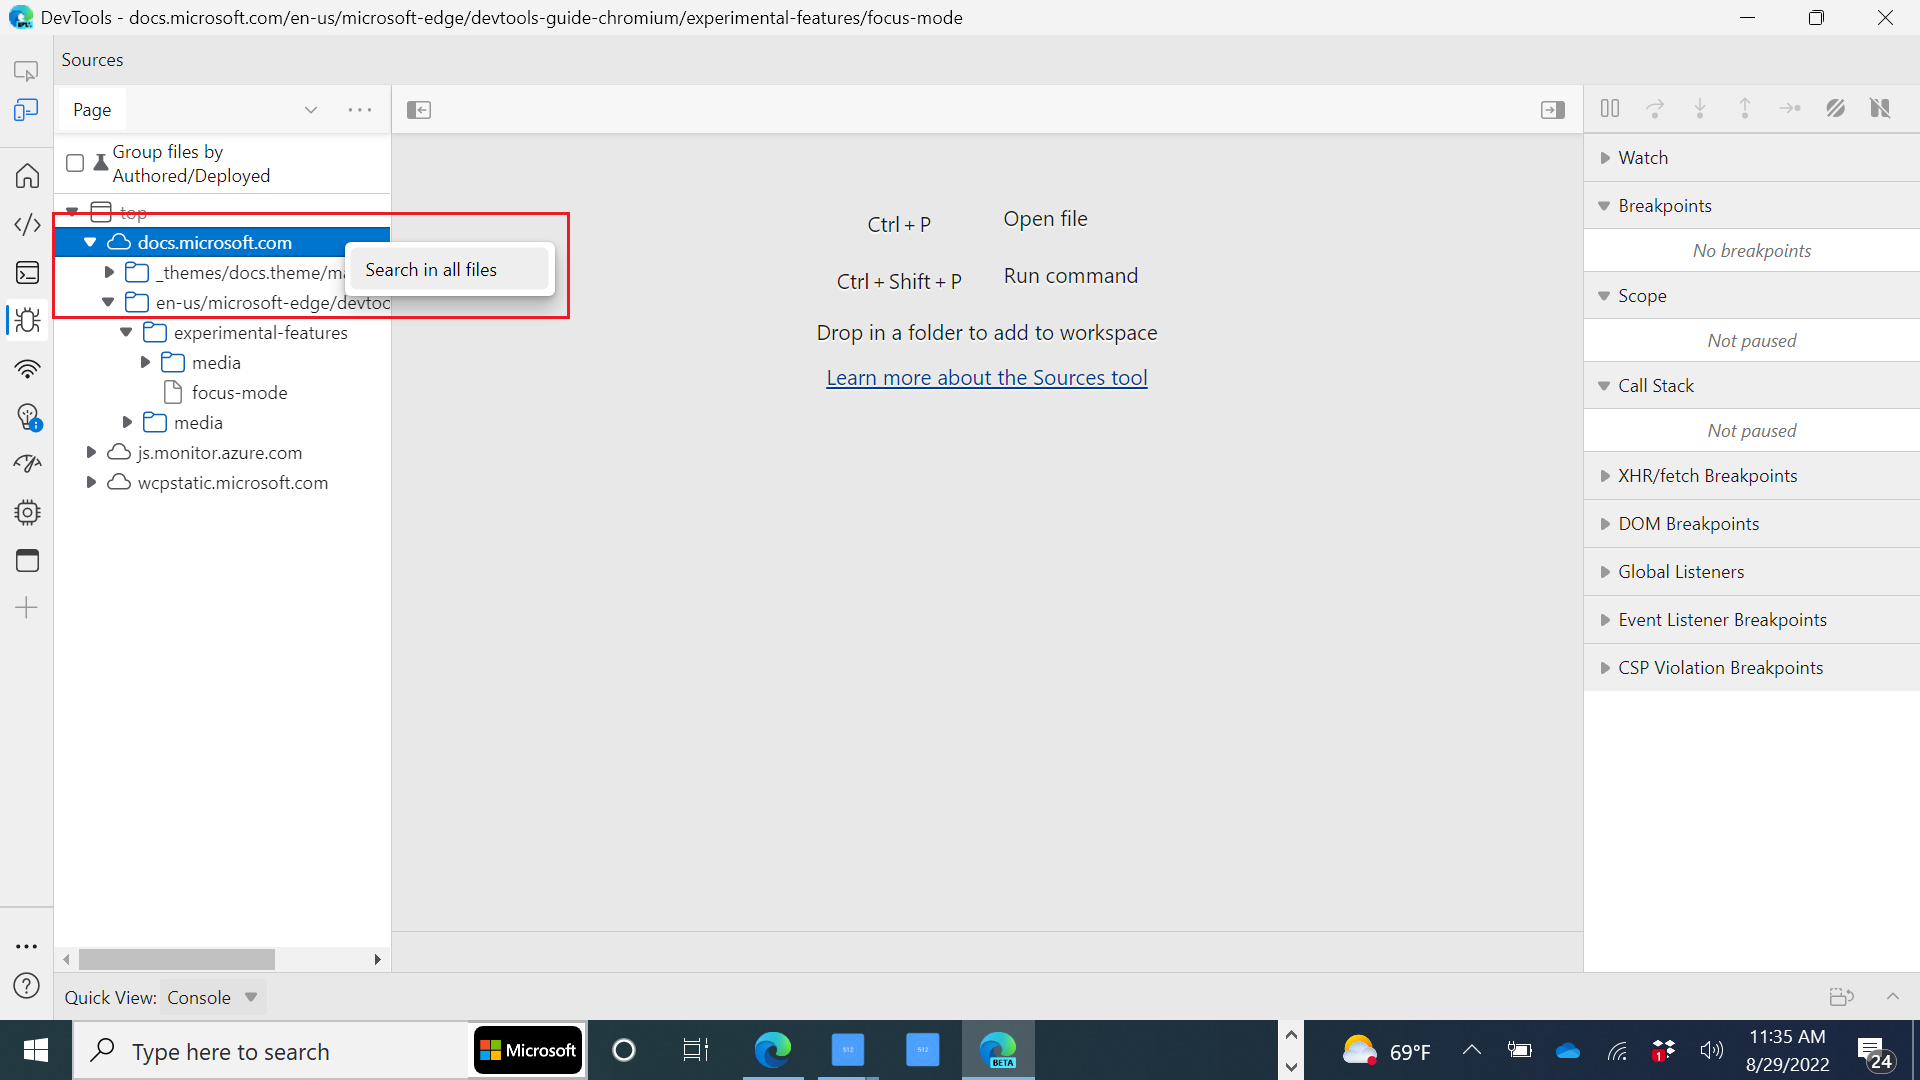 DevTools - docs.microsoft.com/en-us/microsoft-edge/devtools-guide-chromium/experimental-features/focus-mode
Sources
Page
Group files by
Authored/Deployed
top
docs.microsoft.com
Search in all files
_themes/docs.theme/ma
en-us/microsoft-edge/devtoo
experimental-features
media
focus-mode
media
js.monitor.azure.com
wcpstatic.microsoft.com
Ctrl + P Open file
Ctrl + Shift + P Run command
Drop in a folder to add to workspace
Learn more about the Sources tool
Watch
Breakpoints
No breakpoints
Scope
Not paused
Call Stack
Not paused
XHR/fetch Breakpoints
DOM Breakpoints
Global Listeners
Event Listener Breakpoints
CSP Violation Breakpoints
Quick View: Console
Type here to search
Microsoft
512
512
BETA
69°F
1
11:35 AM
8/29/2022
24